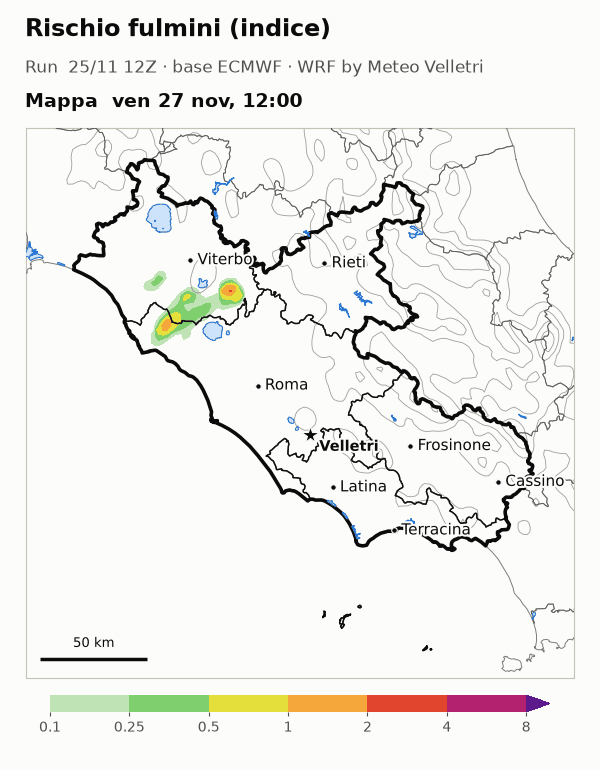 Rischio fulmini (indice)
Run  25/11 12Z · base ECMWF · WRF by Meteo Velletri
Mappa  ven 27 nov, 12:00
Viterbo
Rieti
Roma
Velletri
Frosinone
Latina
Cassino
Terracina
50 km
0.1 0.25 0.5 1 2 4 8